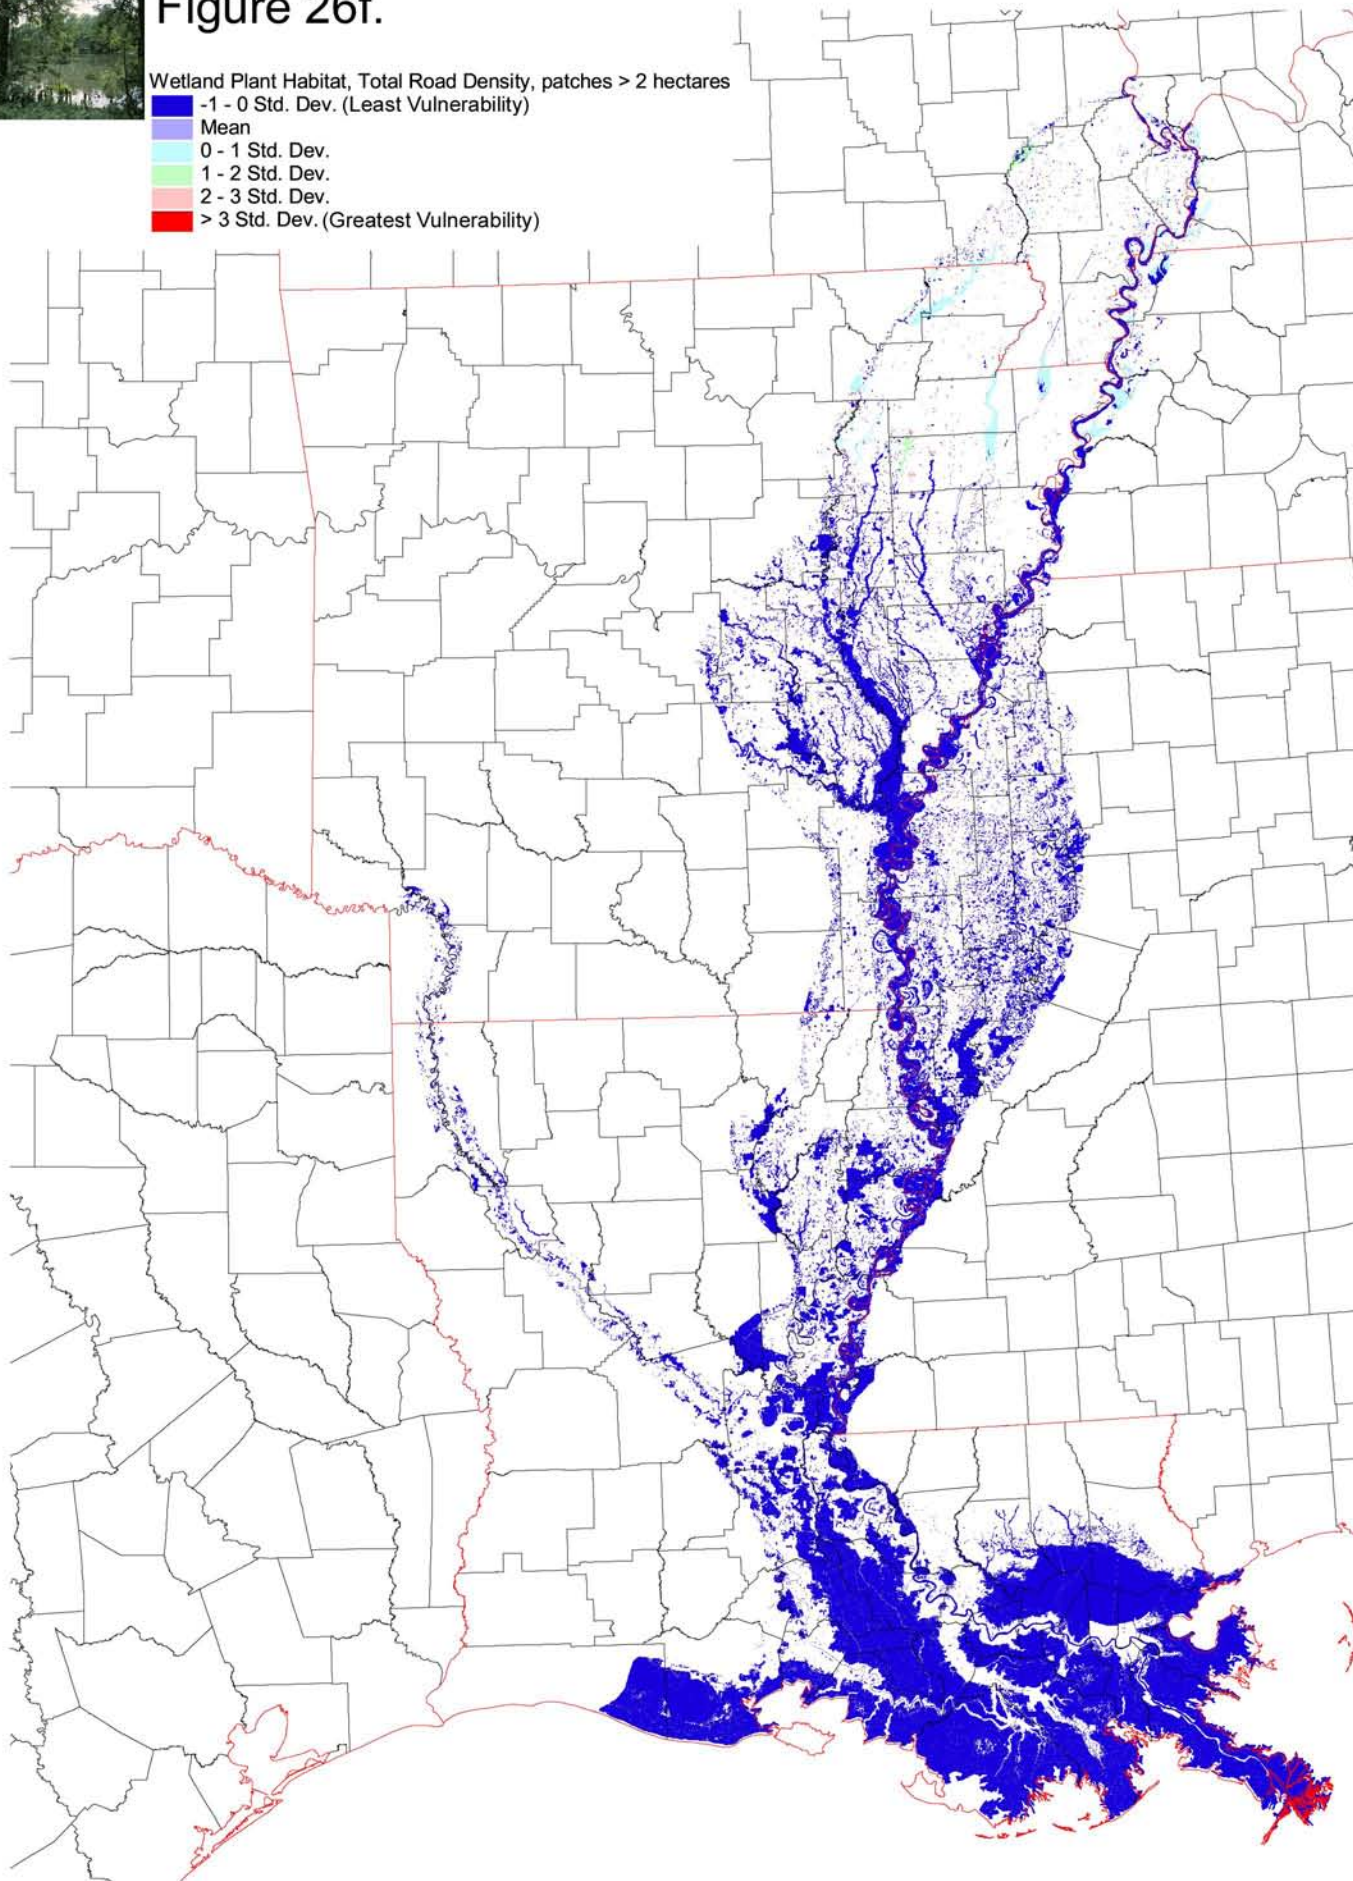 Figure 26f.
Wetland Plant Habitat, Total Road Density, patches > 2 hectares
-1 - 0 Std. Dev. (Least Vulnerability)
Mean
0 - 1 Std. Dev.
1 - 2 Std. Dev.
2 - 3 Std. Dev.
> 3 Std. Dev. (Greatest Vulnerability)